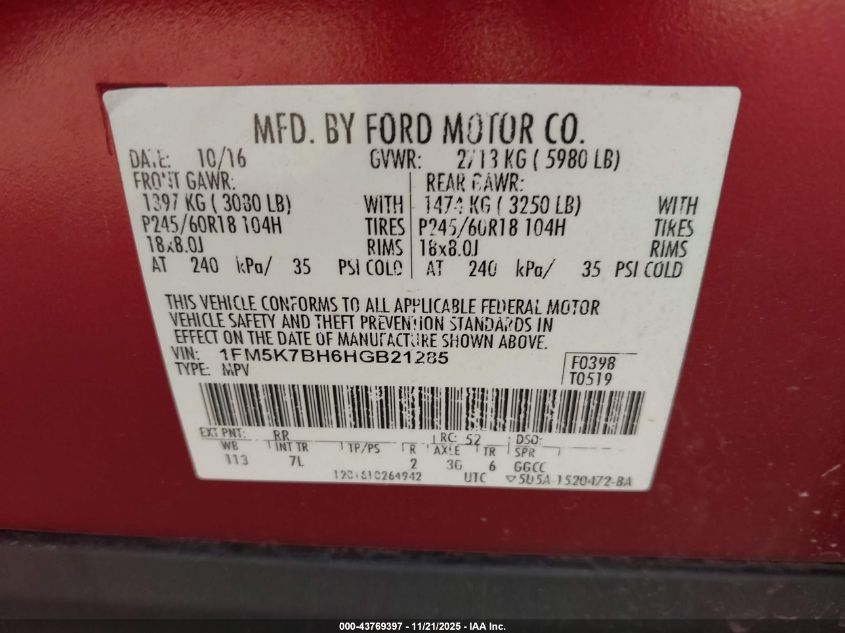 MFD. BY FORD MOTOR CO.
DATE: 10/16 GVWR: 2713 KG ( 5980 LB)
FRONT GAWR: REAR GAWR:
1397 KG ( 3080 LB) WITH 1474 KG ( 3250 LB) WITH
P245/60R18 104H TIRES P245/60R18 104H TIRES
18x8.0J RIMS 18x8.0J RIMS
AT 240 kPa/ 35 PSI COLD AT 240 kPa/ 35 PSI COLD
THIS VEHICLE CONFORMS TO ALL APPLICABLE FEDERAL MOTOR
VEHICLE SAFETY AND THEFT PREVENTION STANDARDS IN
EFFECT ON THE DATE OF MANUFACTURE SHOWN ABOVE.
VIN: 1FM5K7BH6HGB21285
TYPE: MPV
F0398
T0519
EXT PNT: RR RC: 52 DSO:
WB INT TR TP/PS R AXLE TR SPR
113 7L 2 3G 6 GGCC
UTC ▽5U5A-1520472-BA
000-43769397 - 11/21/2025 - IAA Inc.